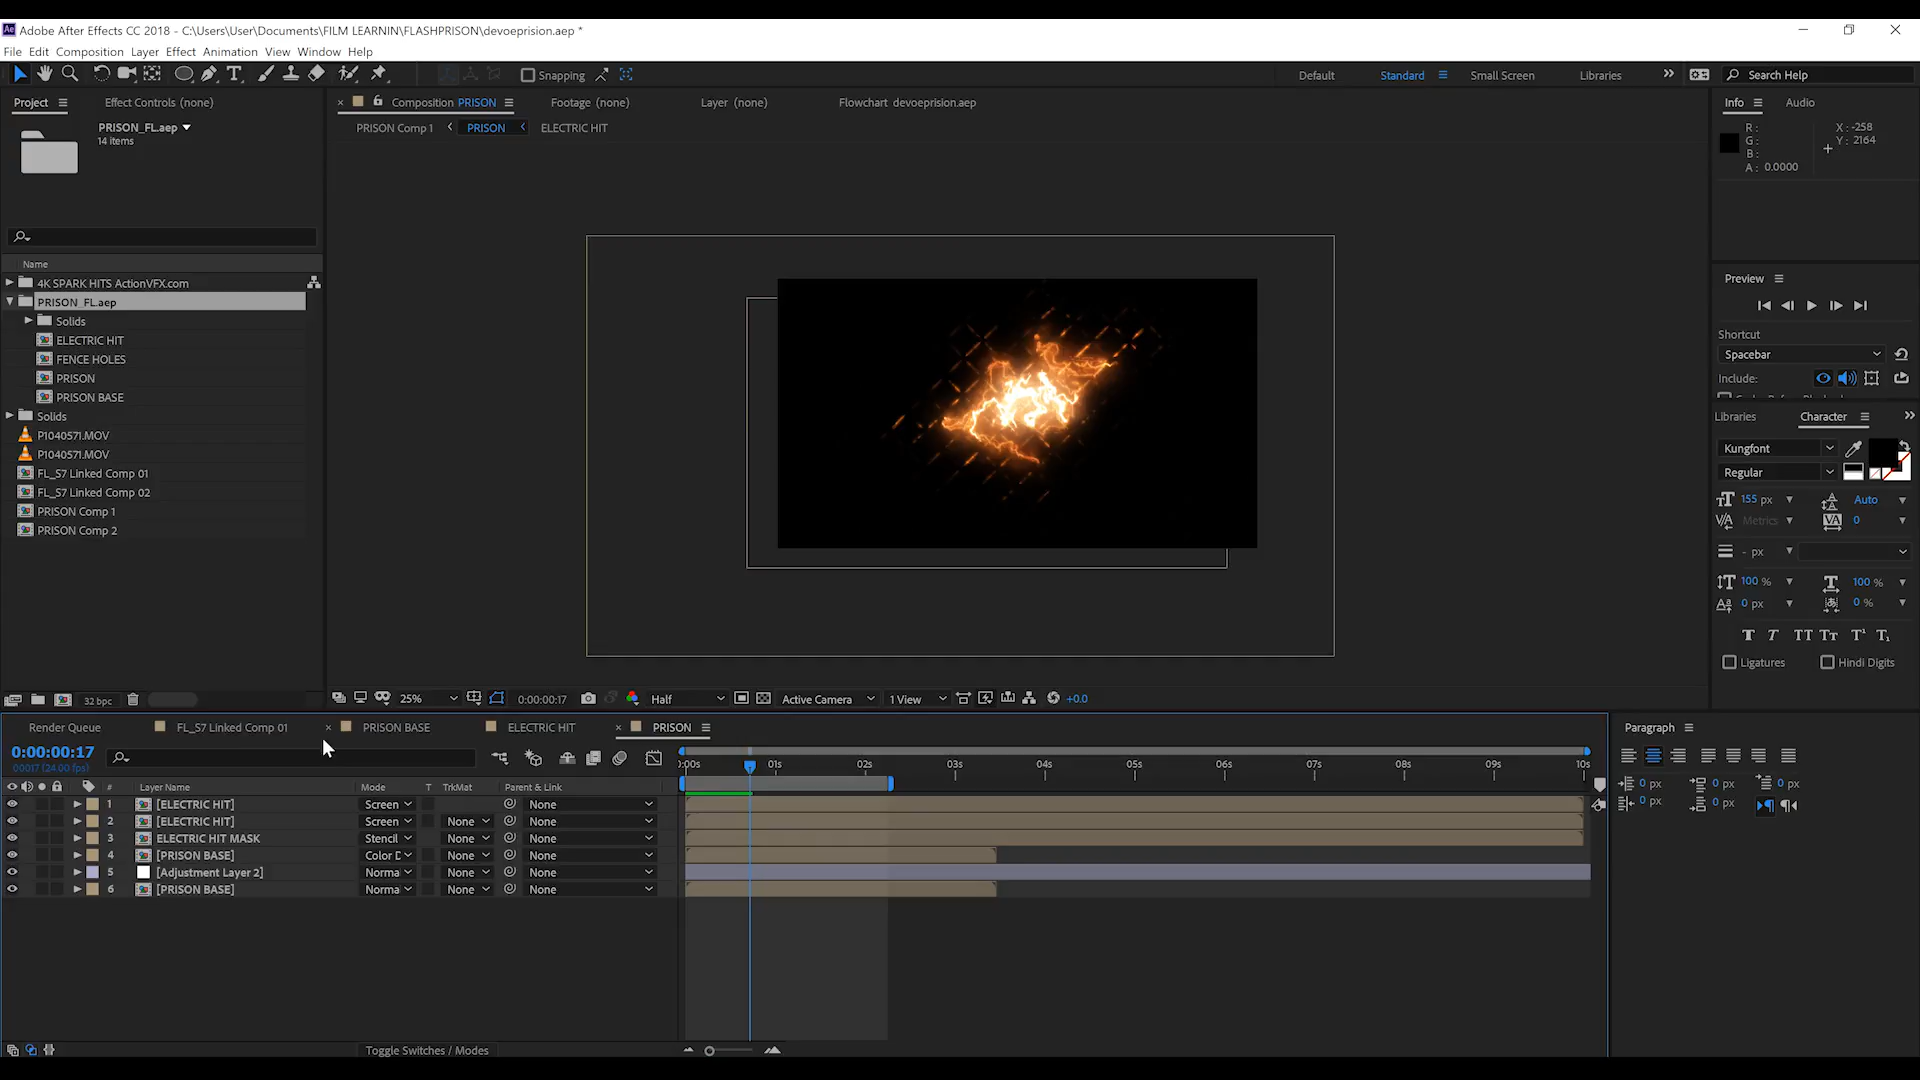 Adobe After Effects CC 2018 - C:\Users\User\Documents\FILM LEARNIN\FLASHPRISON\devoeprision.aep *
File Edit Composition Layer Effect Animation View Window Help
Snapping
Default Standard Small Screen Libraries Search Help
Project Effect Controls (none)
Composition PRISON Footage (none) Layer (none) Flowchart devoeprision.aep
Info Audio
PRISON_FL.aep
14 items
PRISON Comp 1 PRISON ELECTRIC HIT
R :
G :
B :
A : 0.0000
X : -258
Y : 2164
Name
4K SPARK HITS ActionVFX.com
PRISON_FL.aep
Solids
ELECTRIC HIT
FENCE HOLES
PRISON
PRISON BASE
Solids
P1040571.MOV
P1040571.MOV
FL_S7 Linked Comp 01
FL_S7 Linked Comp 02
PRISON Comp 1
PRISON Comp 2
Preview
Shortcut
Spacebar
Include:
Libraries Character
Kungfont
Regular
155 px Auto
Metrics 0
- px
100 % 100 %
0 px 0 %
Ligatures Hindi Digits
32 bpc
25% 0:00:00:17 Half Active Camera 1 View +0.0
Render Queue FL_S7 Linked Comp 01 PRISON BASE ELECTRIC HIT PRISON
Paragraph
0:00:00:17
00017 (24.00 fps)
):00s 01s 02s 03s 04s 05s 06s 07s 08s 09s 10s
# Layer Name Mode T TrkMat Parent & Link
1 [ELECTRIC HIT] Screen None
2 [ELECTRIC HIT] Screen None None
3 ELECTRIC HIT MASK Stencil None None
4 [PRISON BASE] Color D None None
5 [Adjustment Layer 2] Norma None None
6 [PRISON BASE] Norma None None
0 px 0 px 0 px
0 px 0 px
Toggle Switches / Modes